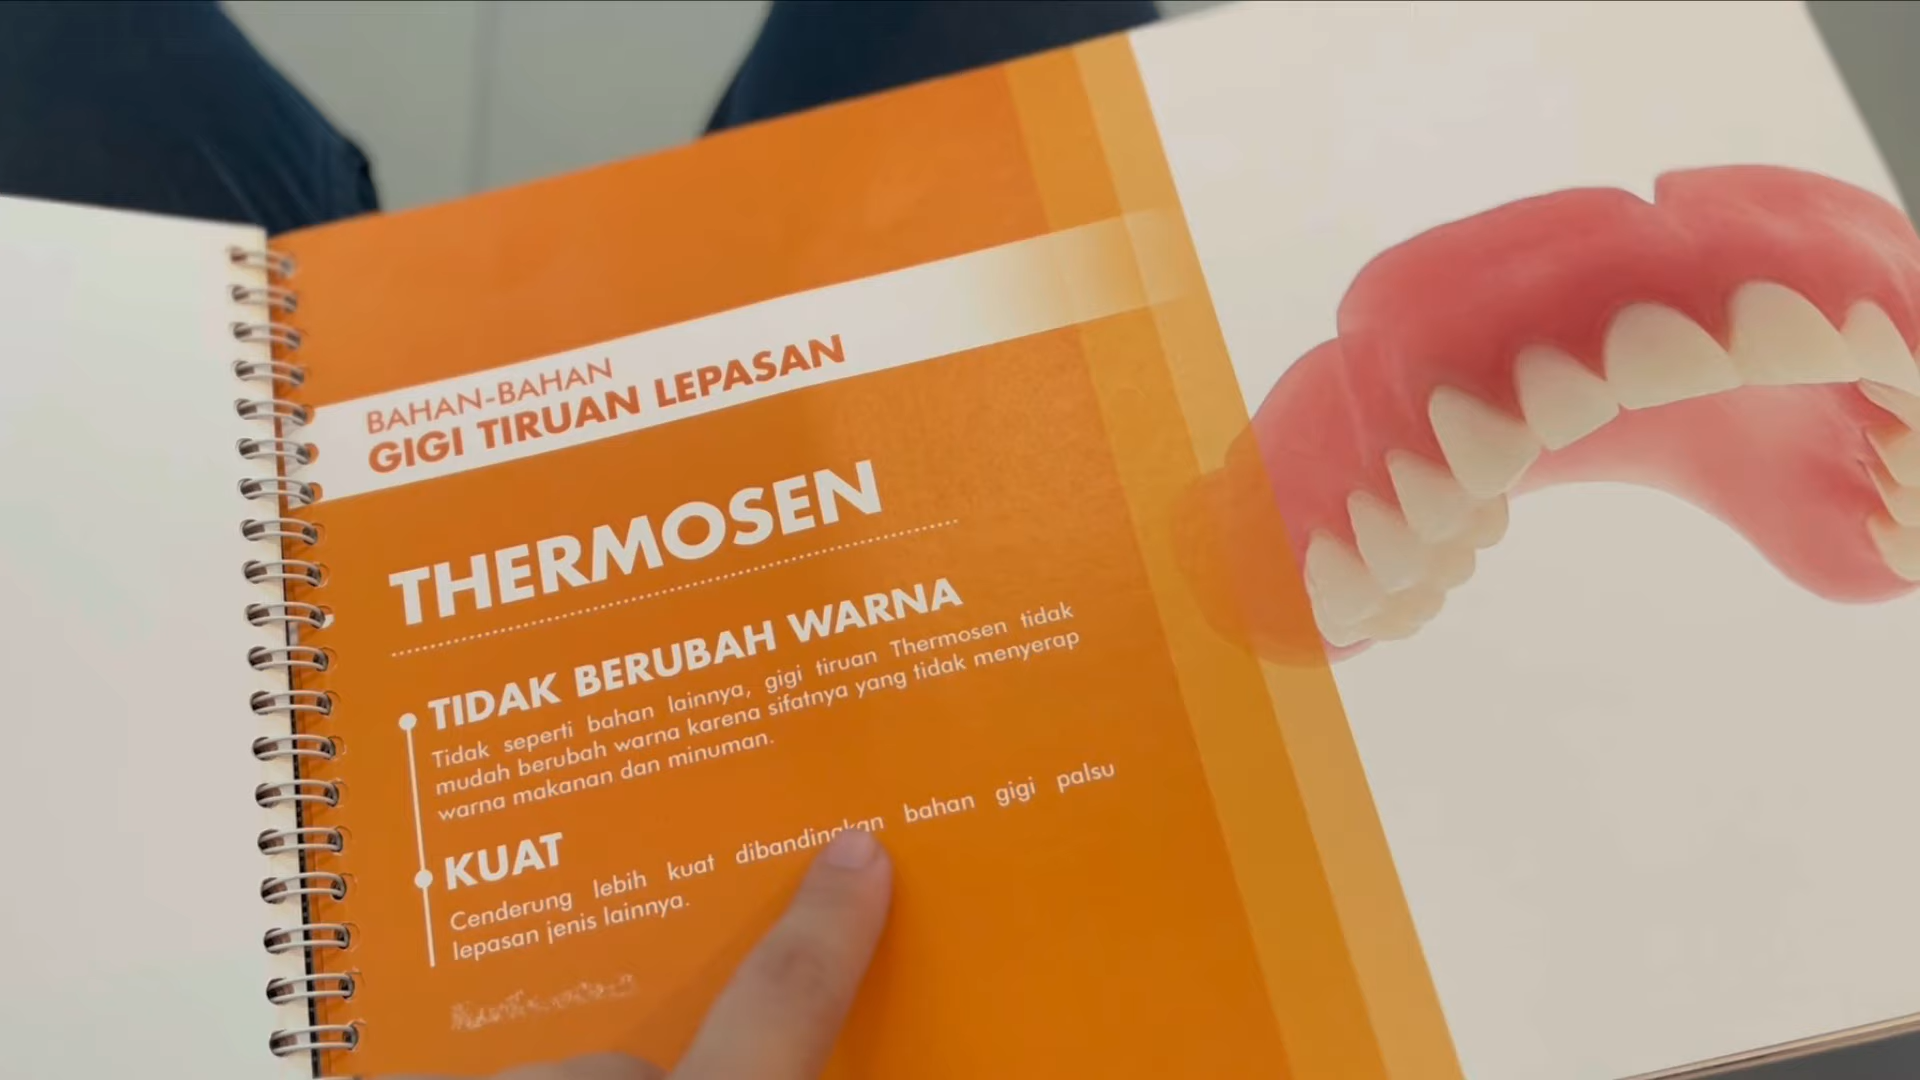 BAHAN-BAHAN
GIGI TIRUAN LEPASAN
THERMOSEN
TIDAK BERUBAH WARNA
Tidak seperti bahan lainnya, gigi tiruan Thermosen tidak
mudah berubah warna karena sifatnya yang tidak menyerap
warna makanan dan minuman.
KUAT
Cenderung lebih kuat dibandingkan bahan gigi palsu
lepasan jenis lainnya.